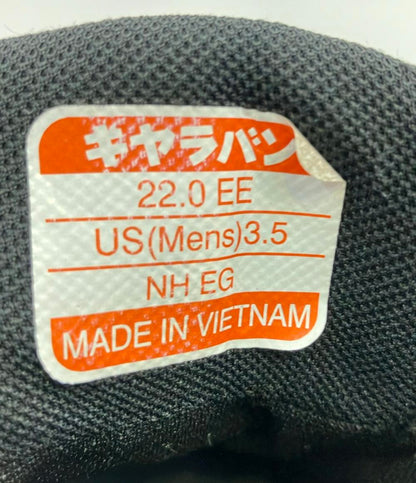 キャラバン
22.0 EE
US(Mens)3.5
NH EG
MADE IN VIETNAM